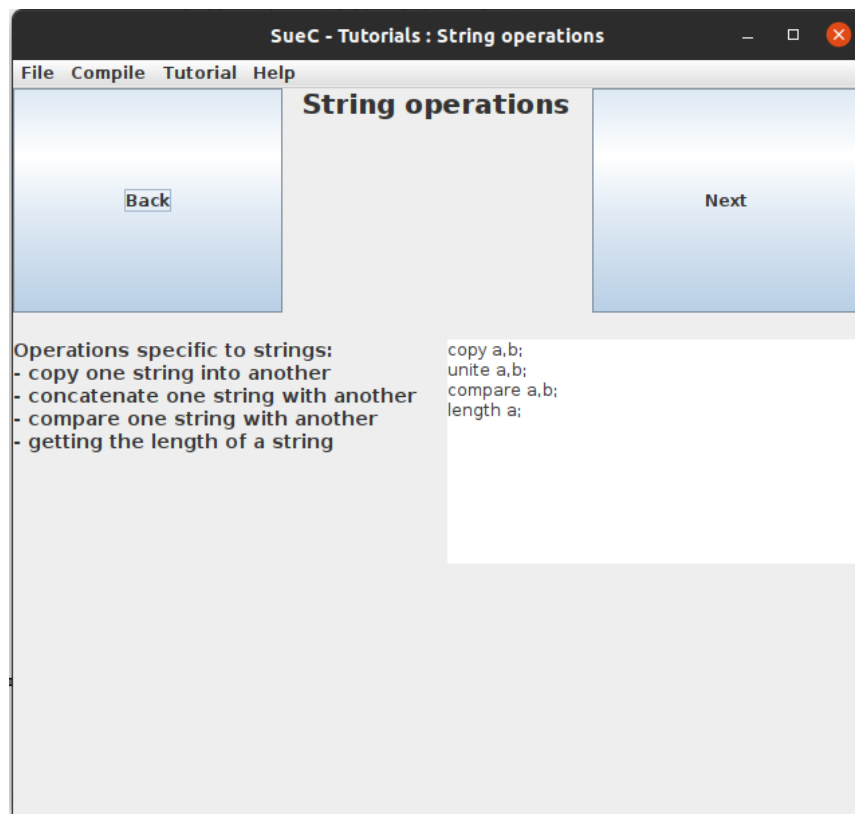 SueC - Tutorials : String operations
File Compile Tutorial Help
String operations
Back
Next
Operations specific to strings:
- copy one string into another
- concatenate one string with another
- compare one string with another
- getting the length of a string
copy a,b;
unite a,b;
compare a,b;
length a;